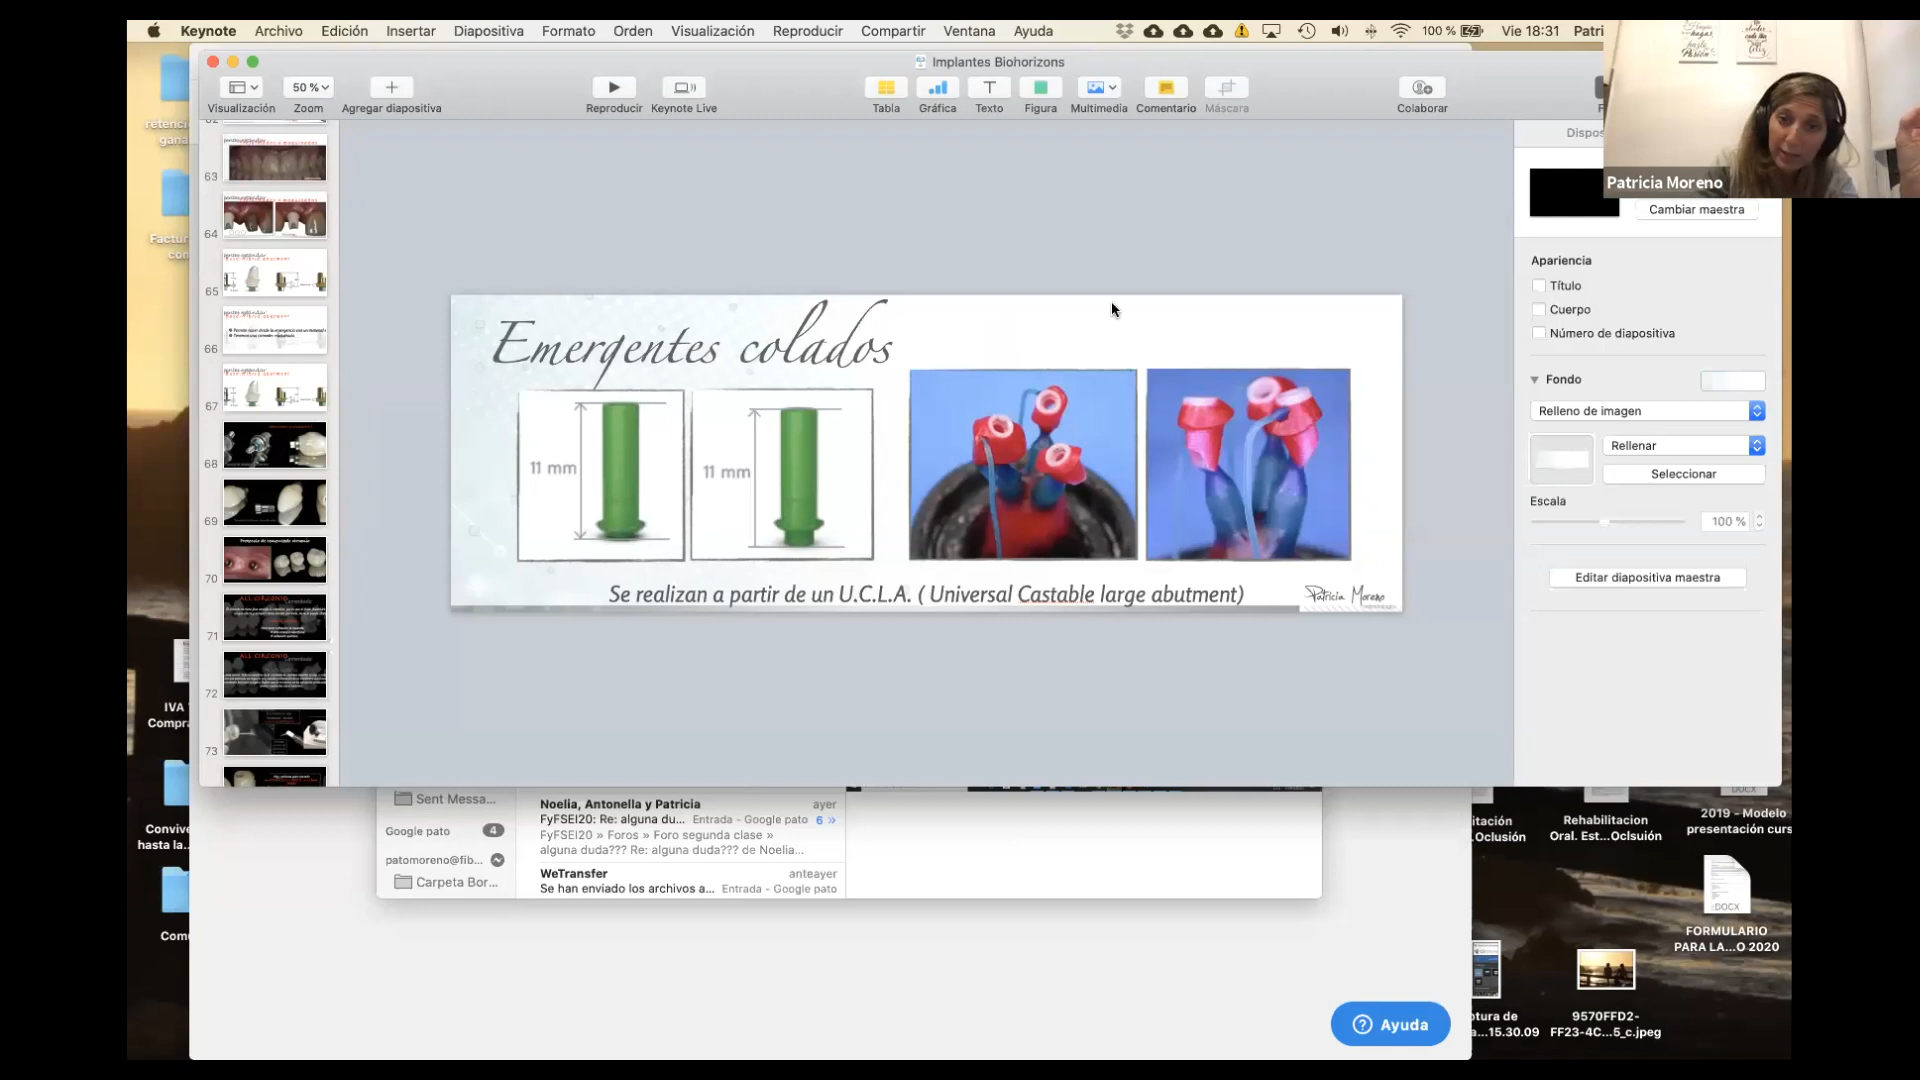 Keynote Archivo Edición Insertar Diapositiva Formato Orden Visualización Reproducir Compartir Ventana Ayuda 100 % Vie 18:31 Patri
Implantes Biohorizons
50 %
Visualización Zoom Agregar diapositiva Reproducir Keynote Live Tabla Gráfica Texto Figura Multimedia Comentario Máscara Colaborar
Patricia Moreno
Cambiar maestra
Apariencia
Título
Cuerpo
Número de diapositiva
Fondo
Relleno de imagen
Rellenar
Seleccionar
Escala
100 %
Editar diapositiva maestra
63
64
65
66
67
68
69
70
71
72
73
Emergentes colados
11 mm
11 mm
Se realizan a partir de un U.C.L.A. ( Universal Castable large abutment)
Patricia Moreno
Sent Messa...
Google pato 4
patomoreno@fib...
Carpeta Bor...
Noelia, Antonella y Patricia ayer
FyFSEI20: Re: alguna du... Entrada - Google pato 6 »
FyFSEI20 » Foros » Foro segunda clase »
alguna duda??? Re: alguna duda??? de Noelia...
WeTransfer anteayer
Se han enviado los archivos a... Entrada - Google pato
IVA
Compra
Convive
hasta la..
Rehabilitacion
Oral. Est...Oclsuión
2019 - Modelo
presentación curs
DOCX
FORMULARIO
PARA LA...O 2020
...15.30.09
9570FFD2-
FF23-4C...5_c.jpeg
Ayuda